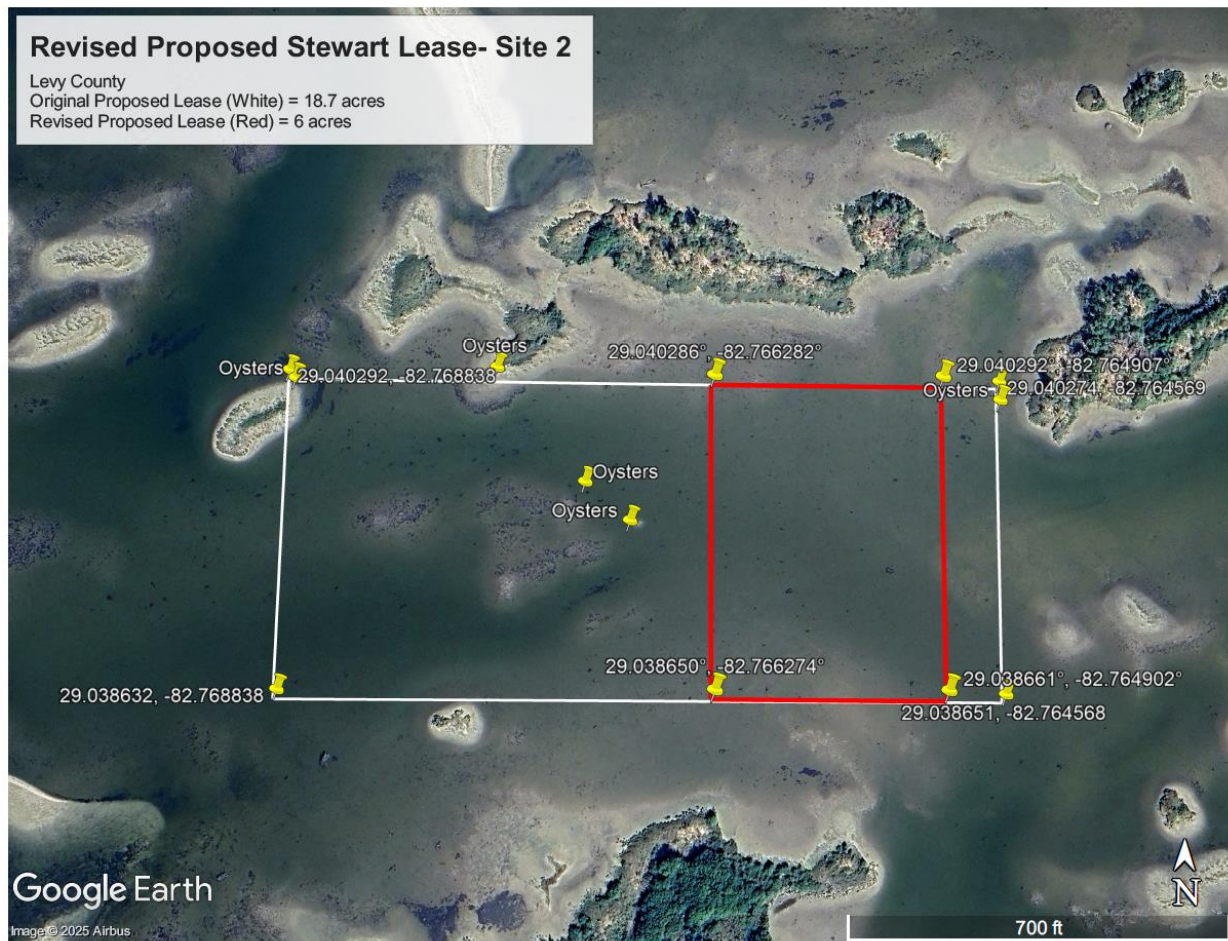 Revised Proposed Stewart Lease- Site 2
Levy County
Original Proposed Lease (White) = 18.7 acres
Revised Proposed Lease (Red) = 6 acres
Oysters
Oysters
29.040286°, -82.766282°
29.040292°, -82.764907°
29.040292, -82.768838
Oysters
29.040274, -82.764569
Oysters
Oysters
29.038650°, -82.766274°
29.038661°, -82.764902°
29.038632, -82.768838
29.038651, -82.764568
Google Earth
Image © 2025 Airbus
N
700 ft